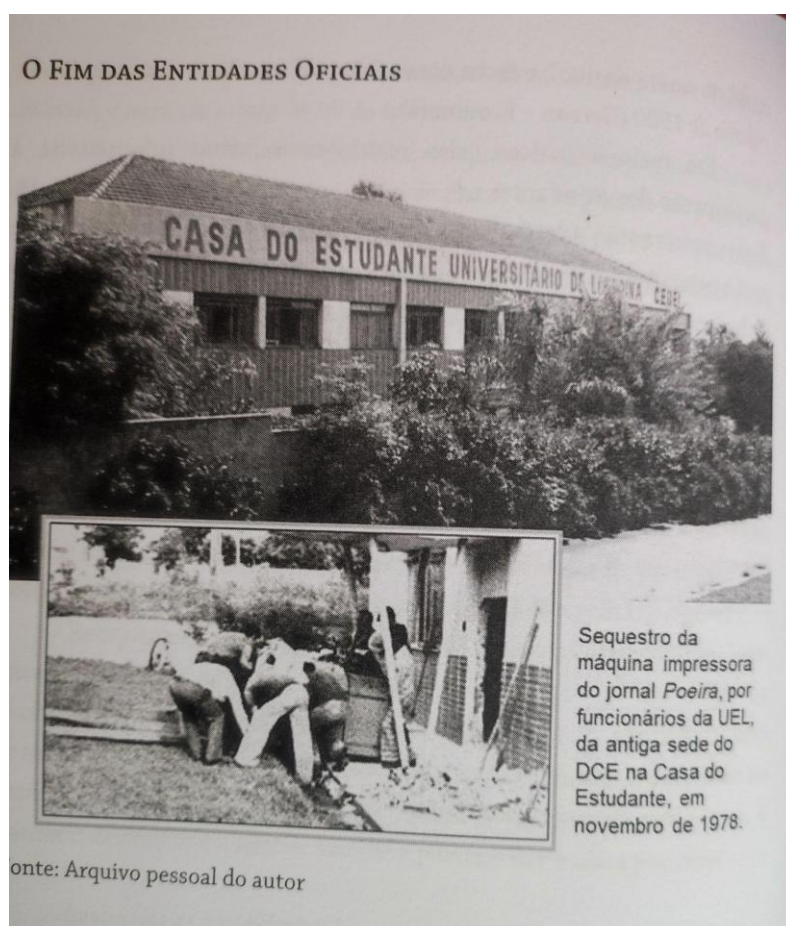 O Fim das Entidades Oficiais
CASA DO ESTUDANTE UNIVERSITÁRIO DE LONDRINA CEUEL
Sequestro da
máquina impressora
do jornal Poeira, por
funcionários da UEL,
da antiga sede do
DCE na Casa do
Estudante, em
novembro de 1978.
onte: Arquivo pessoal do autor